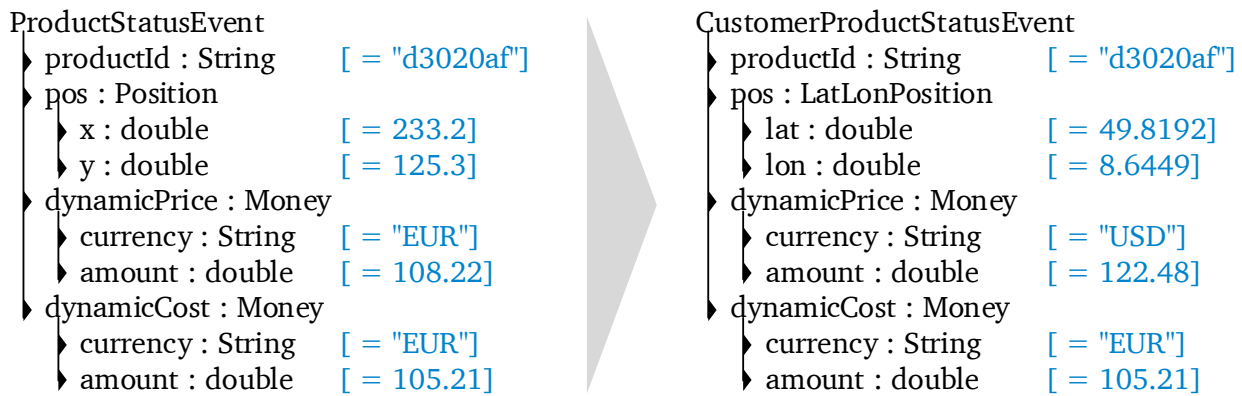 ProductStatusEvent
productId : String [ = "d3020af"]
pos : Position
x : double [ = 233.2]
y : double [ = 125.3]
dynamicPrice : Money
currency : String [ = "EUR"]
amount : double [ = 108.22]
dynamicCost : Money
currency : String [ = "EUR"]
amount : double [ = 105.21]
CustomerProductStatusEvent
productId : String [ = "d3020af"]
pos : LatLonPosition
lat : double [ = 49.8192]
lon : double [ = 8.6449]
dynamicPrice : Money
currency : String [ = "USD"]
amount : double [ = 122.48]
dynamicCost : Money
currency : String [ = "EUR"]
amount : double [ = 105.21]